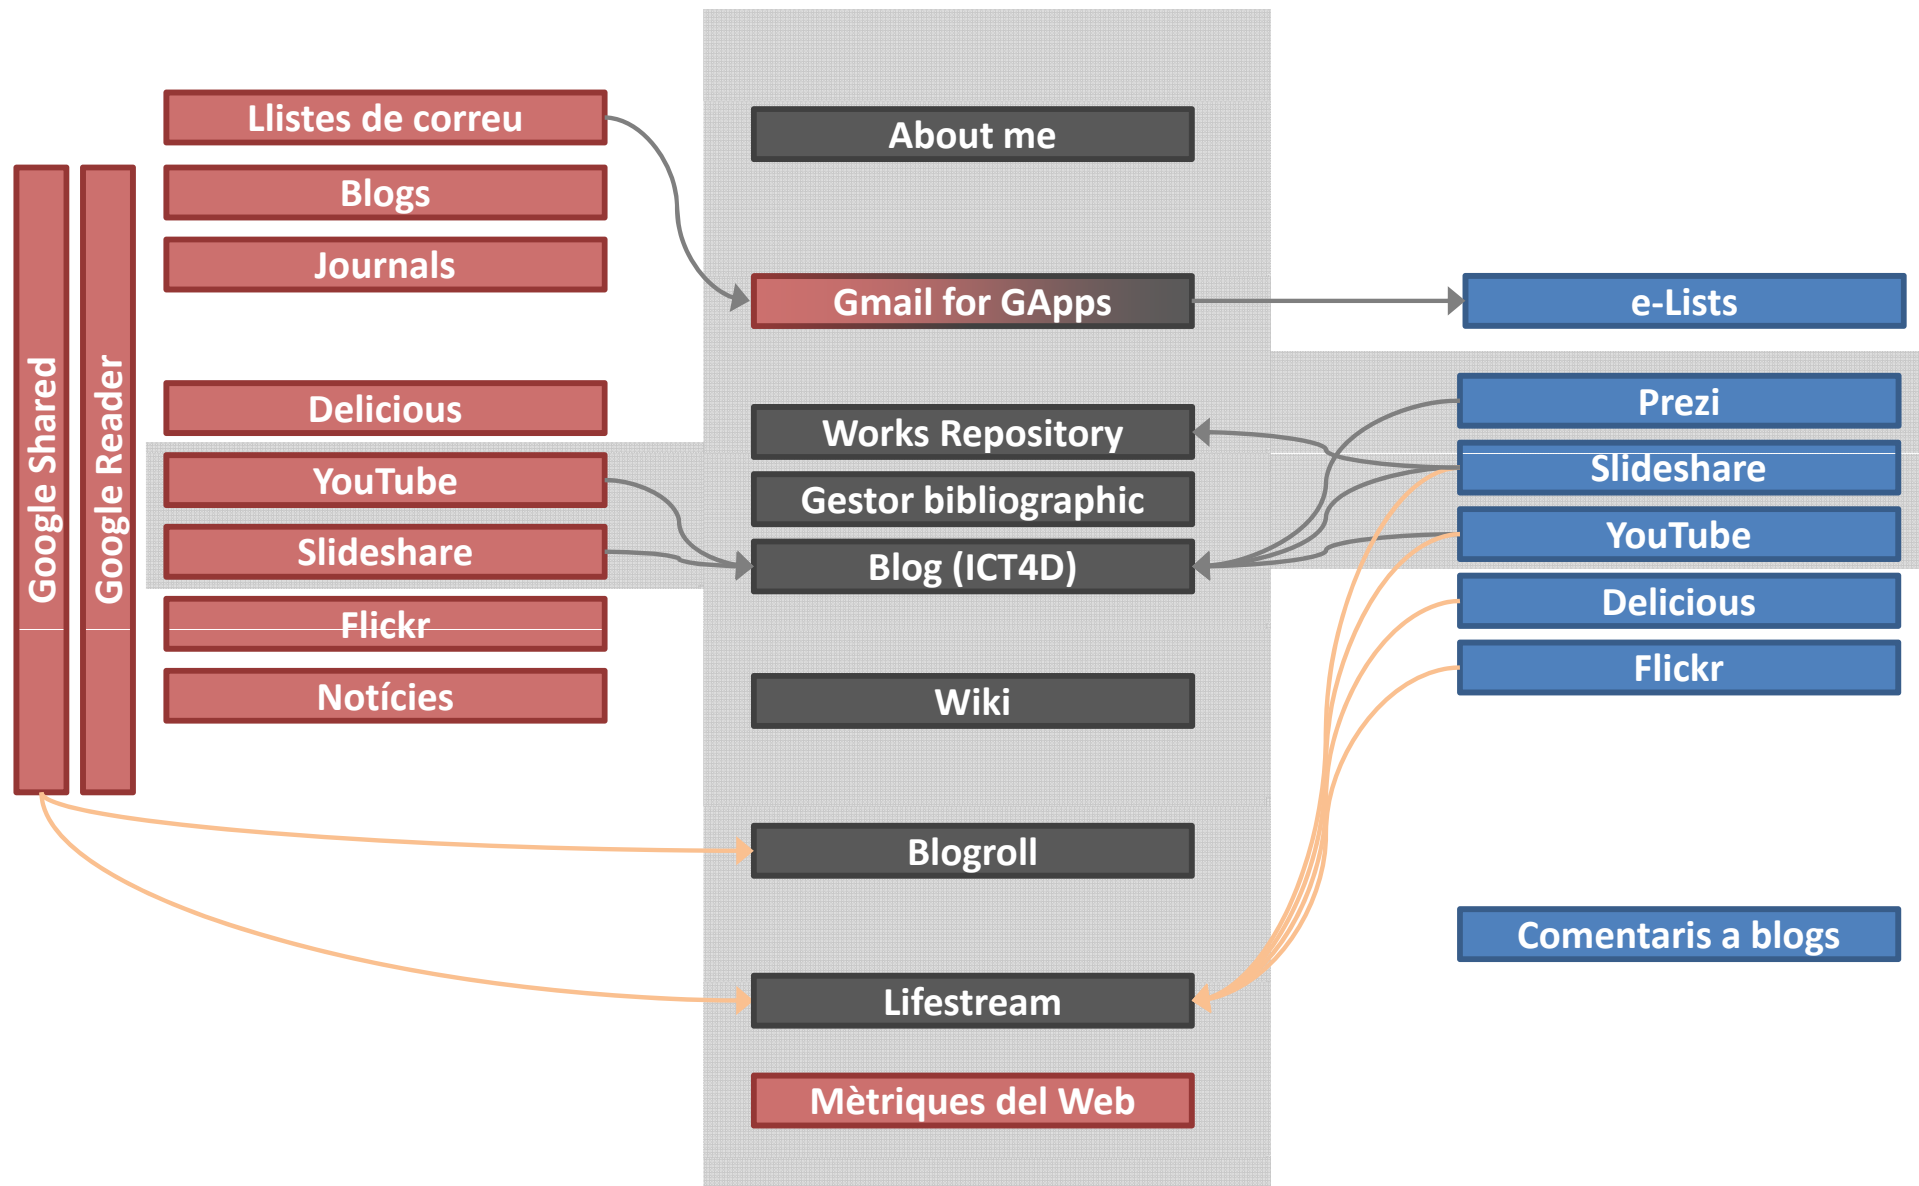 Google Shared
Google Reader
Llistes de correu
Blogs
Journals
Delicious
YouTube
Slideshare
Flickr
Notícies
About me
Gmail for GApps
Works Repository
Gestor bibliographic
Blog (ICT4D)
Wiki
Blogroll
Lifestream
Mètriques del Web
e-Lists
Prezi
Slideshare
YouTube
Delicious
Flickr
Comentaris a blogs